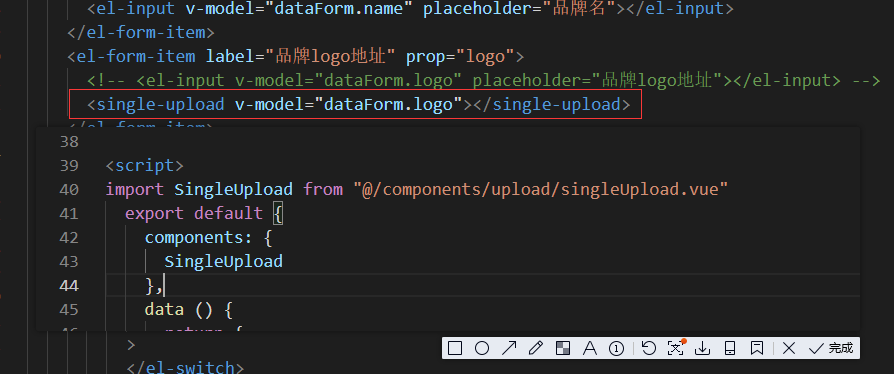 <el-input v-model="dataForm.name" placeholder="品牌名"></el-input>
</el-form-item>
<el-form-item label="品牌logo地址" prop="logo">
<!-- <el-input v-model="dataForm.logo" placeholder="品牌logo地址"></el-input> -->
<single-upload v-model="dataForm.logo"></single-upload>
</el-form-item>
38
39 <script>
40 import SingleUpload from "@/components/upload/singleUpload.vue"
41 export default {
42 components: {
43 SingleUpload
44 },
45 data () {
46 return {
>
</el-switch>
完成